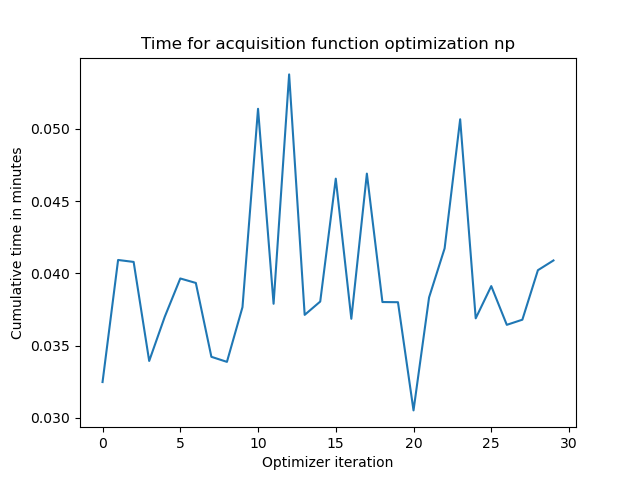 Time for acquisition function optimization np
Cumulative time in minutes
0.050
0.045
0.040
0.035
0.030
0 5 10 15 20 25 30
Optimizer iteration